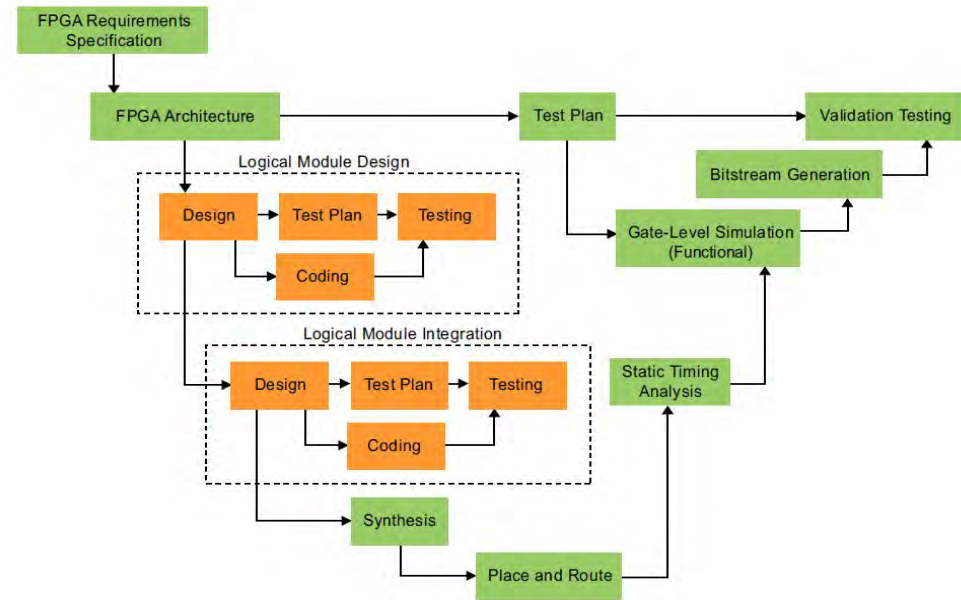 FPGA Requirements
Specification
FPGA Architecture
Test Plan
Validation Testing
Logical Module Design
Bitstream Generation
Design
Test Plan
Testing
Gate-Level Simulation
(Functional)
Coding
Logical Module Integration
Design
Test Plan
Testing
Static Timing
Analysis
Coding
Synthesis
Place and Route